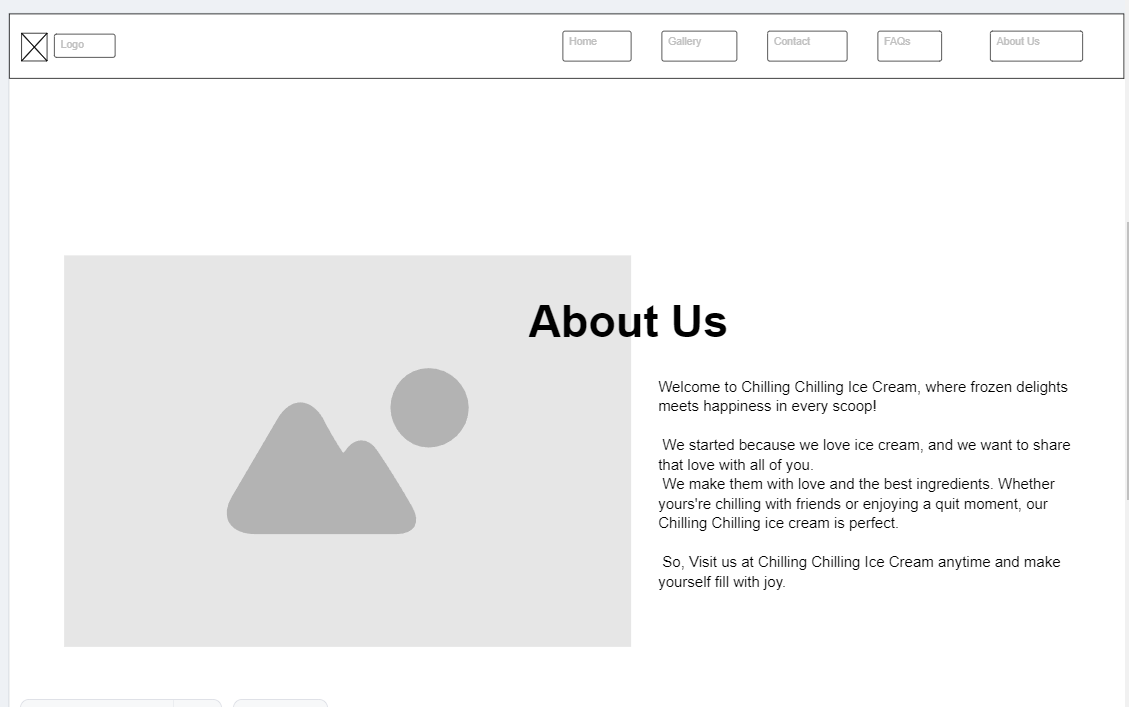 Logo
Home
Gallery
Contact
FAQs
About Us
About Us
Welcome to Chilling Chilling Ice Cream, where frozen delights
meets happiness in every scoop!
We started because we love ice cream, and we want to share
that love with all of you.
We make them with love and the best ingredients. Whether
yours're chilling with friends or enjoying a quit moment, our
Chilling Chilling ice cream is perfect.
So, Visit us at Chilling Chilling Ice Cream anytime and make
yourself fill with joy.